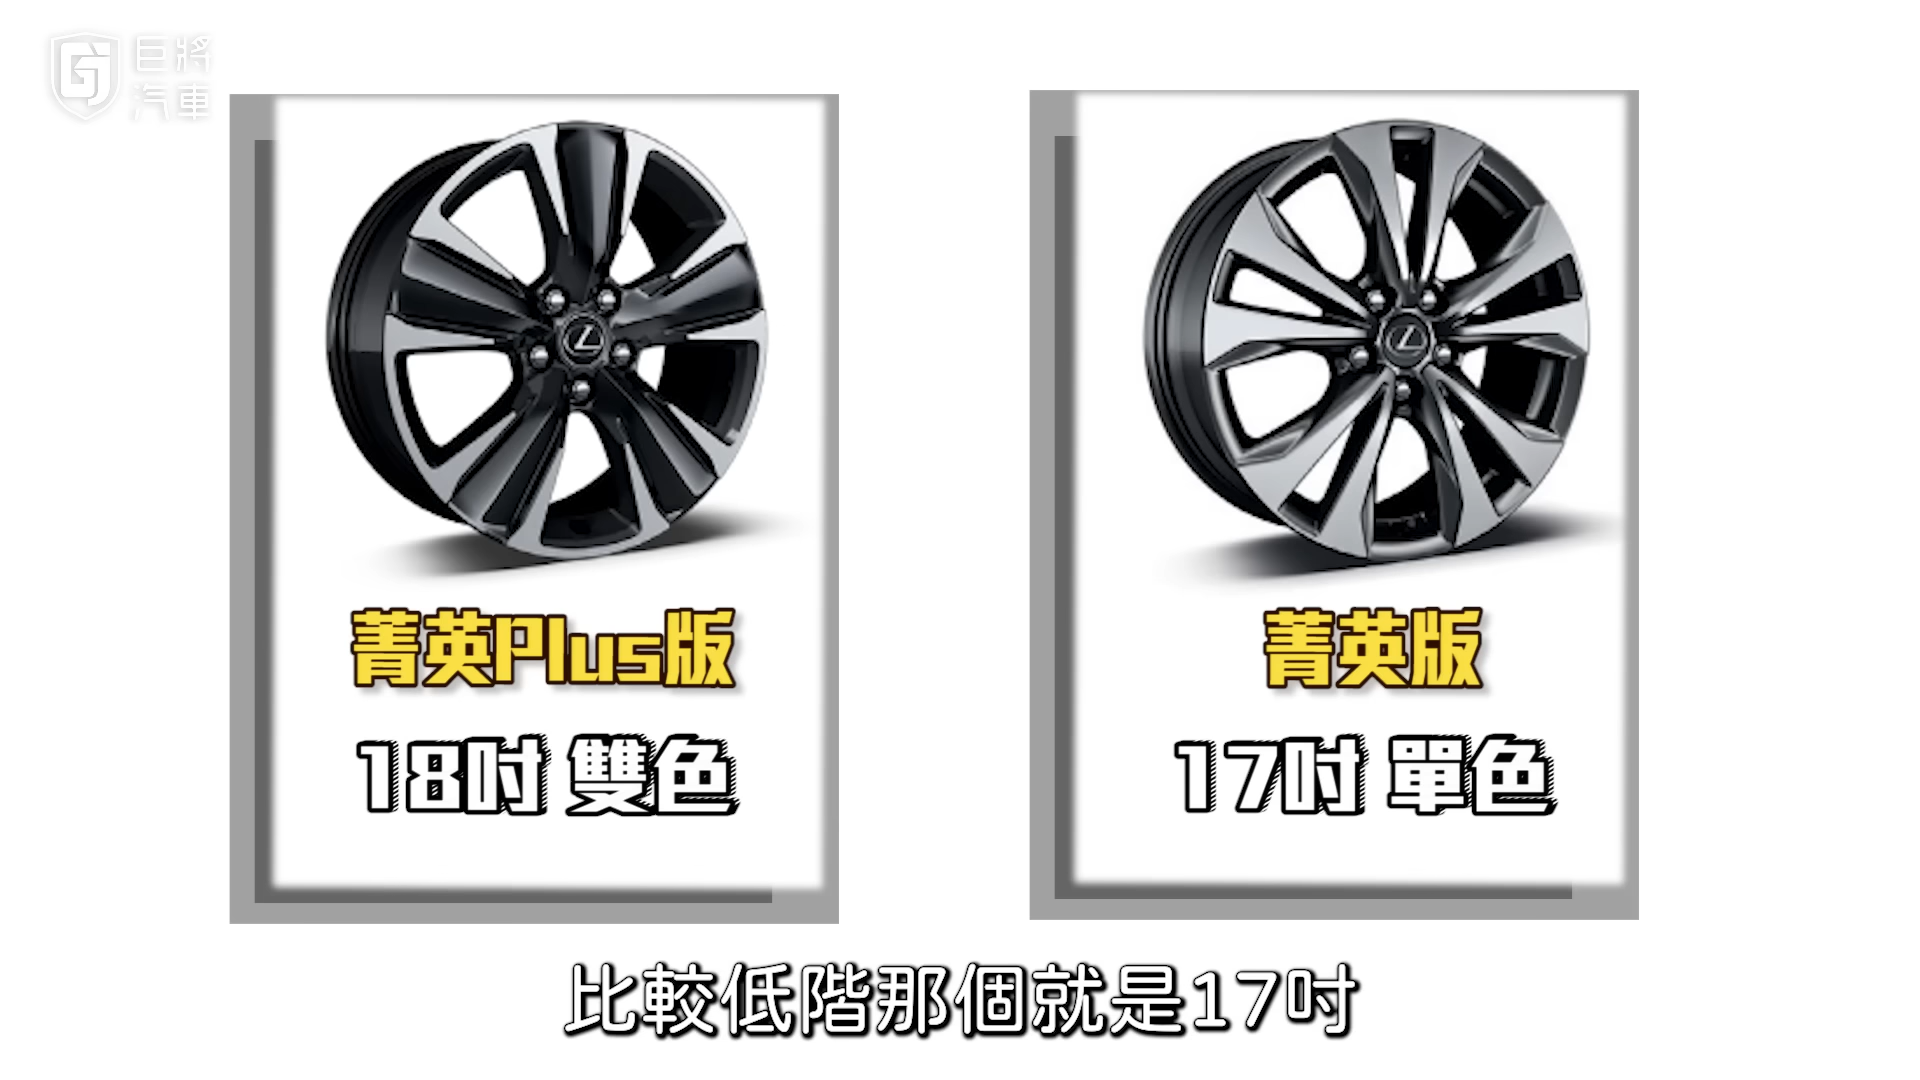 巨將
汽車
菁英Plus版
18吋 雙色
菁英版
17吋 單色
比較低階那個就是17吋